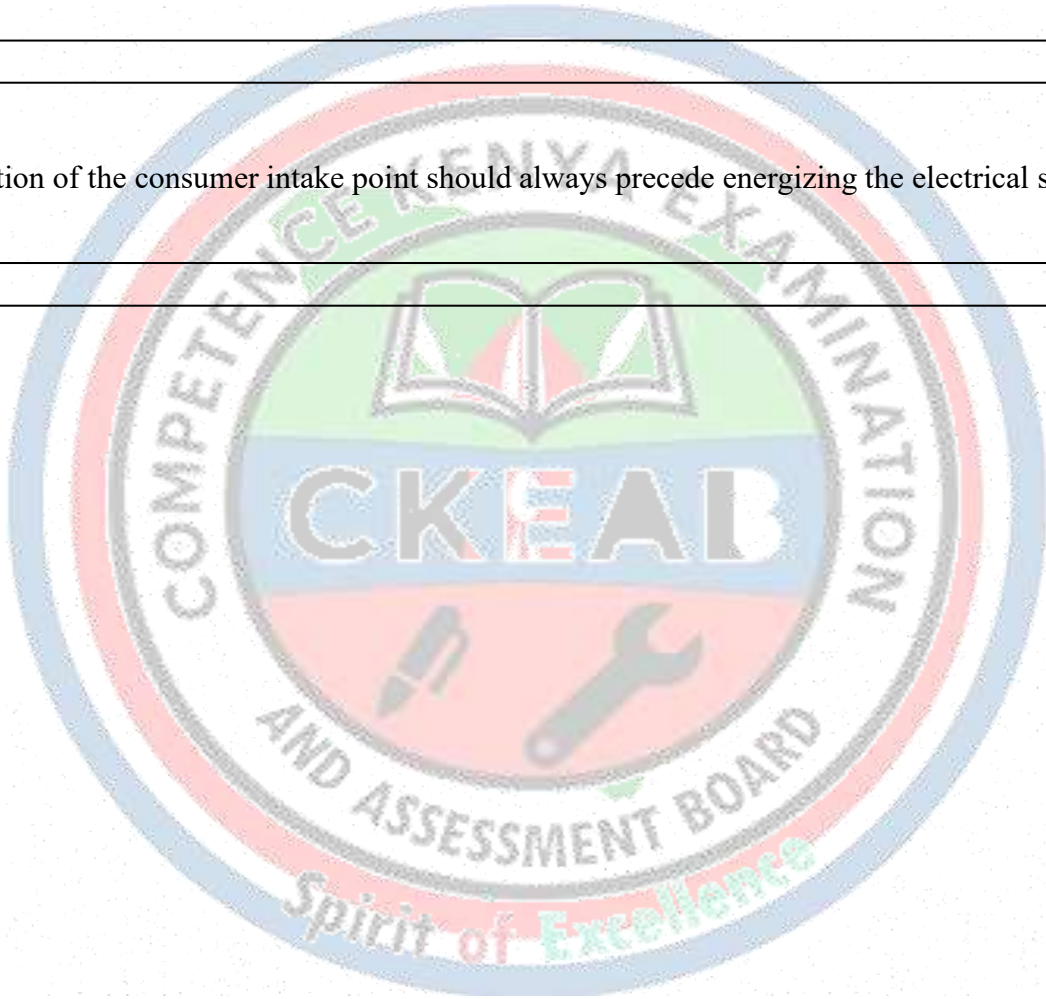 tion of the consumer intake point should always precede energizing the electrical s
COMPETENCE KENYA EXAMINATION
CKEAB
AND ASSESSMENT BOARD
Spirit of Excellence